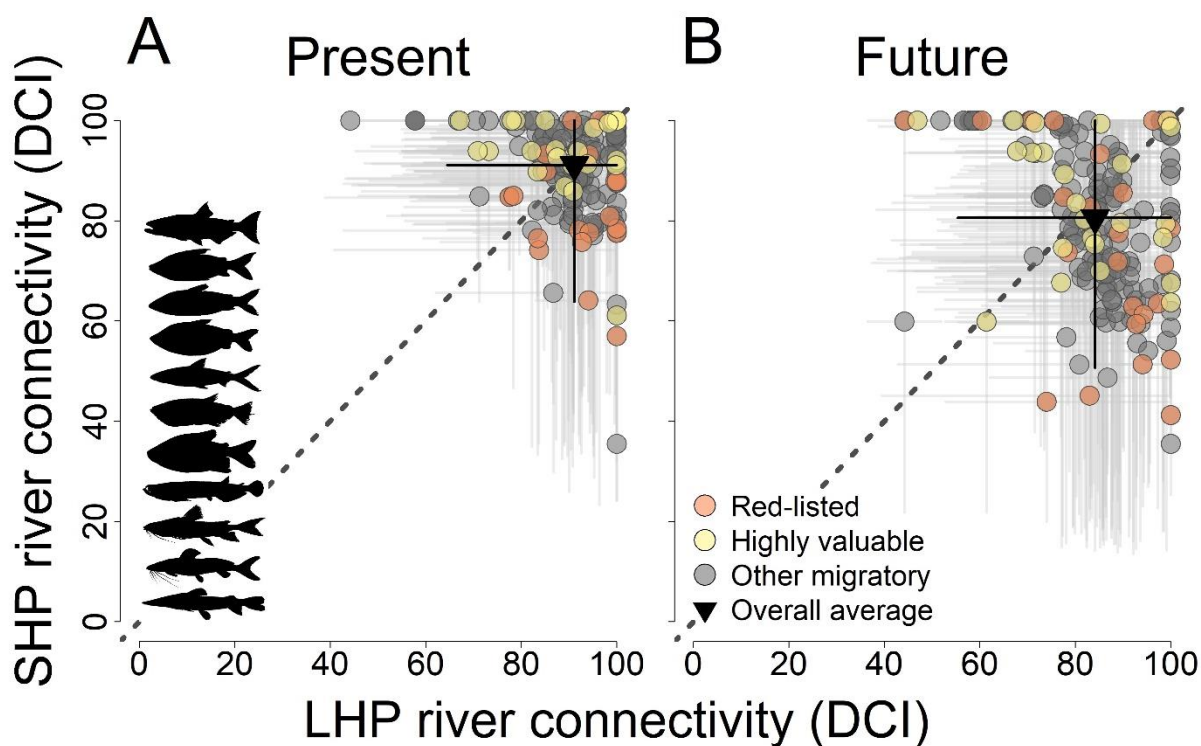 A
Present
B
Future
SHP river connectivity (DCI)
0
20
40
60
80
100
0
20
40
60
80
100
Red-listed
Highly valuable
Other migratory
Overall average
0
20
40
60
80
100
LHP river connectivity (DCI)